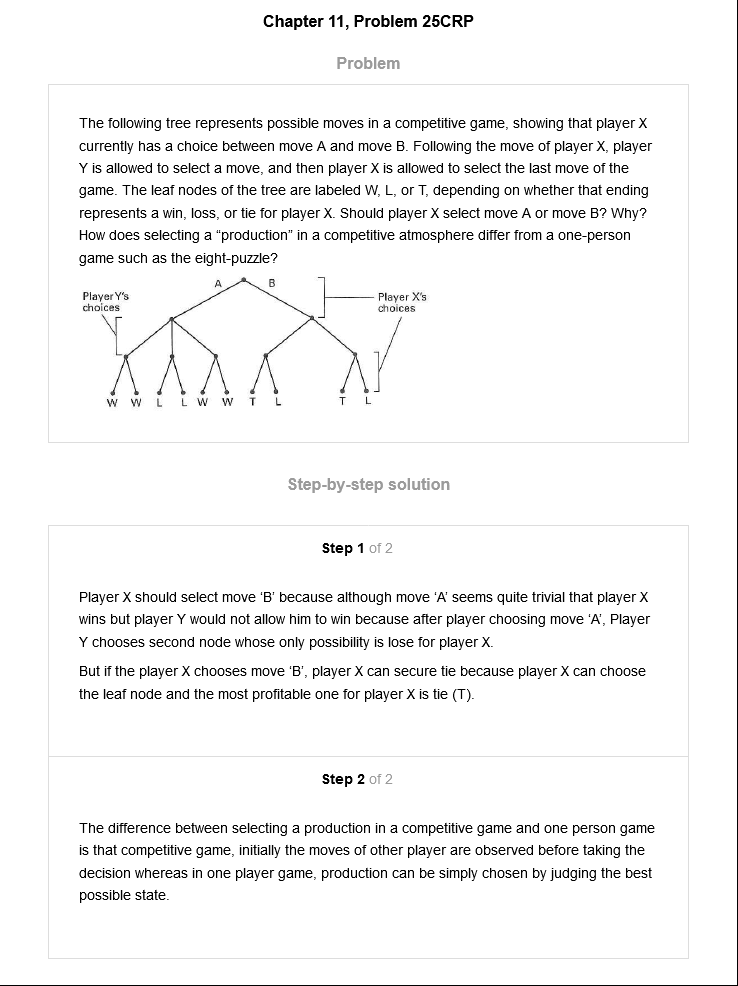 Chapter 11, Problem 25CRP
Problem
The following tree represents possible moves in a competitive game, showing that player X
currently has a choice between move A and move B. Following the move of player X, player
Y is allowed to select a move, and then player X is allowed to select the last move of the
game. The leaf nodes of the tree are labeled W, L, or T, depending on whether that ending
represents a win, loss, or tie for player X. Should player X select move A or move B? Why?
How does selecting a “production” in a competitive atmosphere differ from a one-person
game such as the eight-puzzle?
A B
Player Y's
choices
Player X's
choices
W W L L W W T L T L
Step-by-step solution
Step 1 of 2
Player X should select move ‘B’ because although move ‘A’ seems quite trivial that player X
wins but player Y would not allow him to win because after player choosing move ‘A’, Player
Y chooses second node whose only possibility is lose for player X.
But if the player X chooses move ‘B’, player X can secure tie because player X can choose
the leaf node and the most profitable one for player X is tie (T).
Step 2 of 2
The difference between selecting a production in a competitive game and one person game
is that competitive game, initially the moves of other player are observed before taking the
decision whereas in one player game, production can be simply chosen by judging the best
possible state.